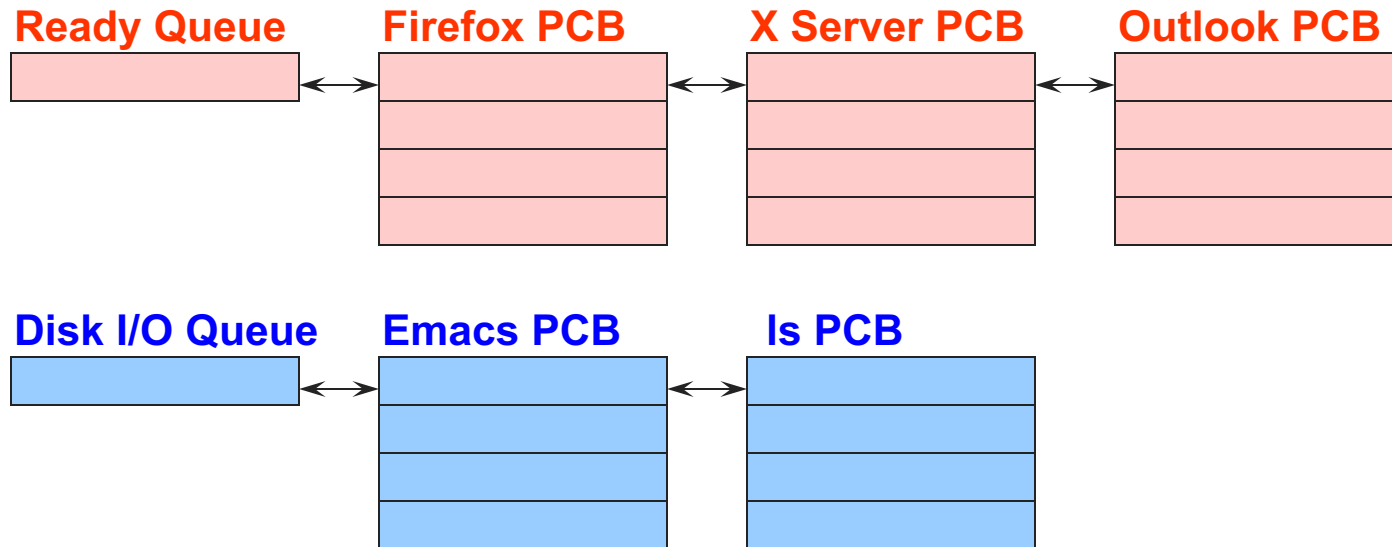 Ready Queue Firefox PCB X Server PCB Outlook PCB
Disk I/O Queue Emacs PCB ls PCB